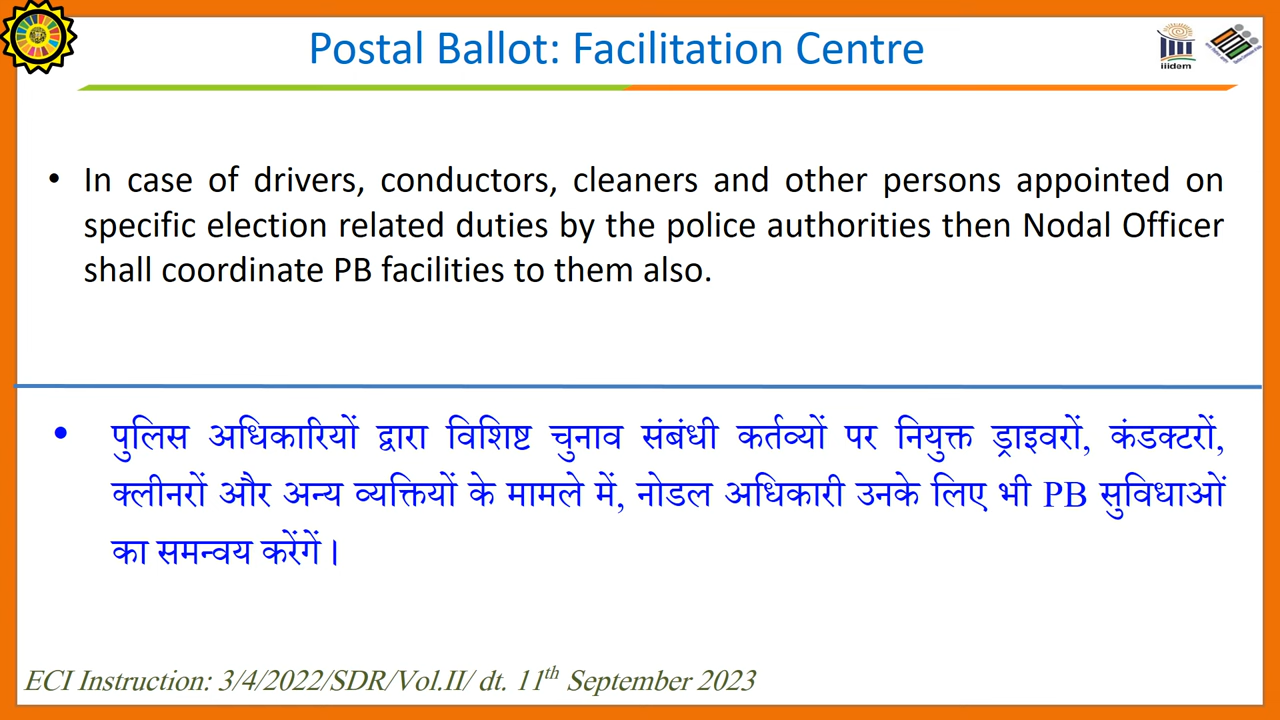 Postal Ballot: Facilitation Centre
iiidem
• In case of drivers, conductors, cleaners and other persons appointed on
specific election related duties by the police authorities then Nodal Officer
shall coordinate PB facilities to them also.
• पुलिस अधिकारियों द्वारा विशिष्ट चुनाव संबंधी कर्तव्यों पर नियुक्त ड्राइवरों, कंडक्टरों,
क्लीनरों और अन्य व्यक्तियों के मामले में, नोडल अधिकारी उनके लिए भी PB सुविधाओं
का समन्वय करेंगें।
ECI Instruction: 3/4/2022/SDR/Vol.II/ dt. 11th September 2023